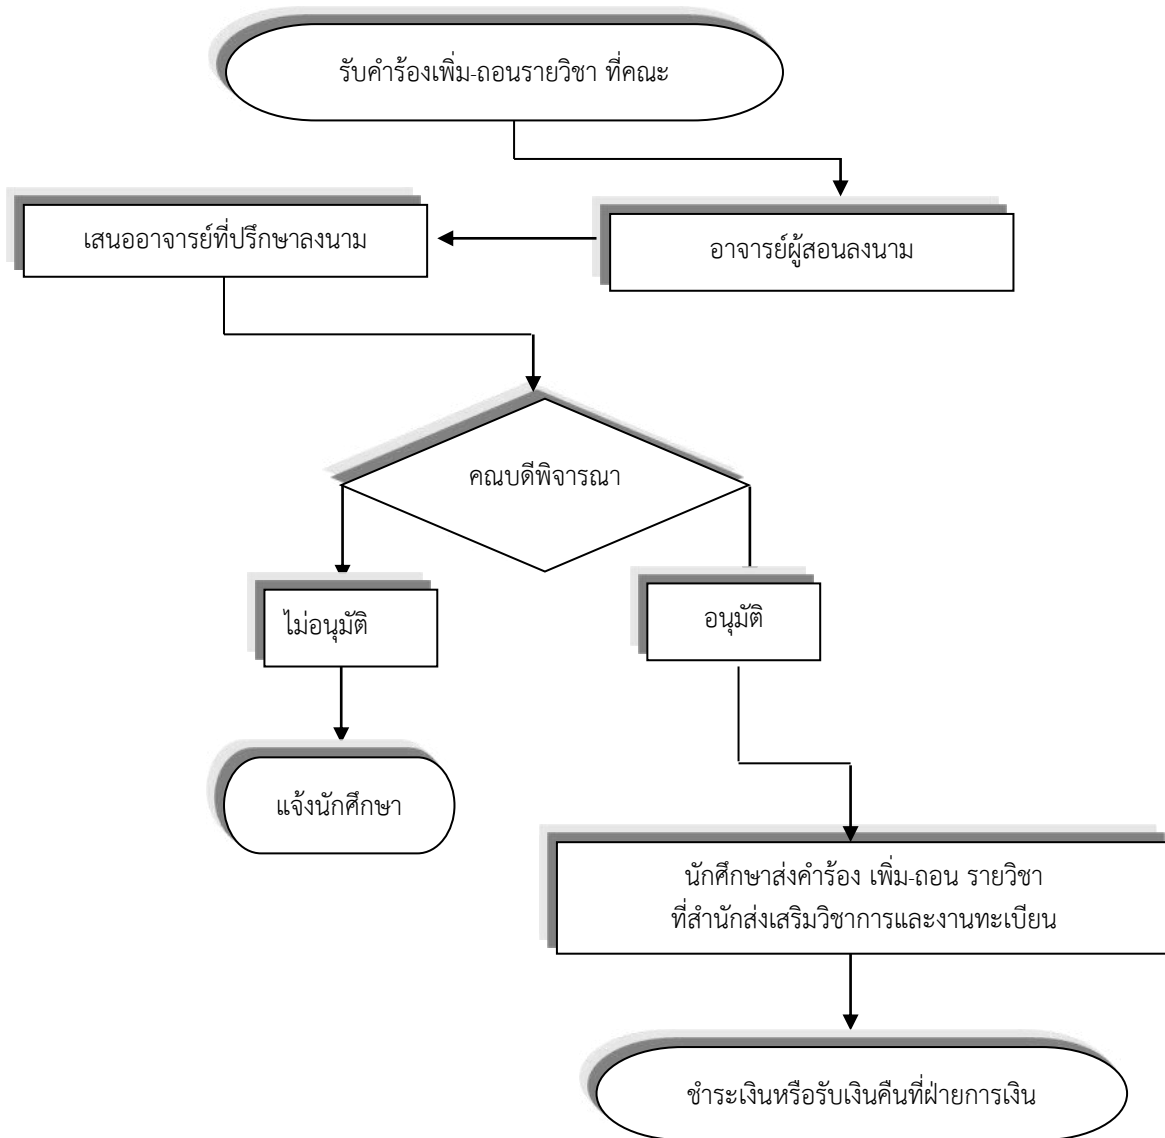 รับคำร้องเพิ่ม-ถอนรายวิชา ที่คณะ
อาจารย์ผู้สอนลงนาม
เสนออาจารย์ที่ปรึกษาลงนาม
คณบดีพิจารณา
ไม่อนุมัติ
อนุมัติ
แจ้งนักศึกษา
นักศึกษาส่งคำร้อง เพิ่ม-ถอน รายวิชา
ที่สำนักส่งเสริมวิชาการและงานทะเบียน
ชำระเงินหรือรับเงินคืนที่ฝ่ายการเงิน